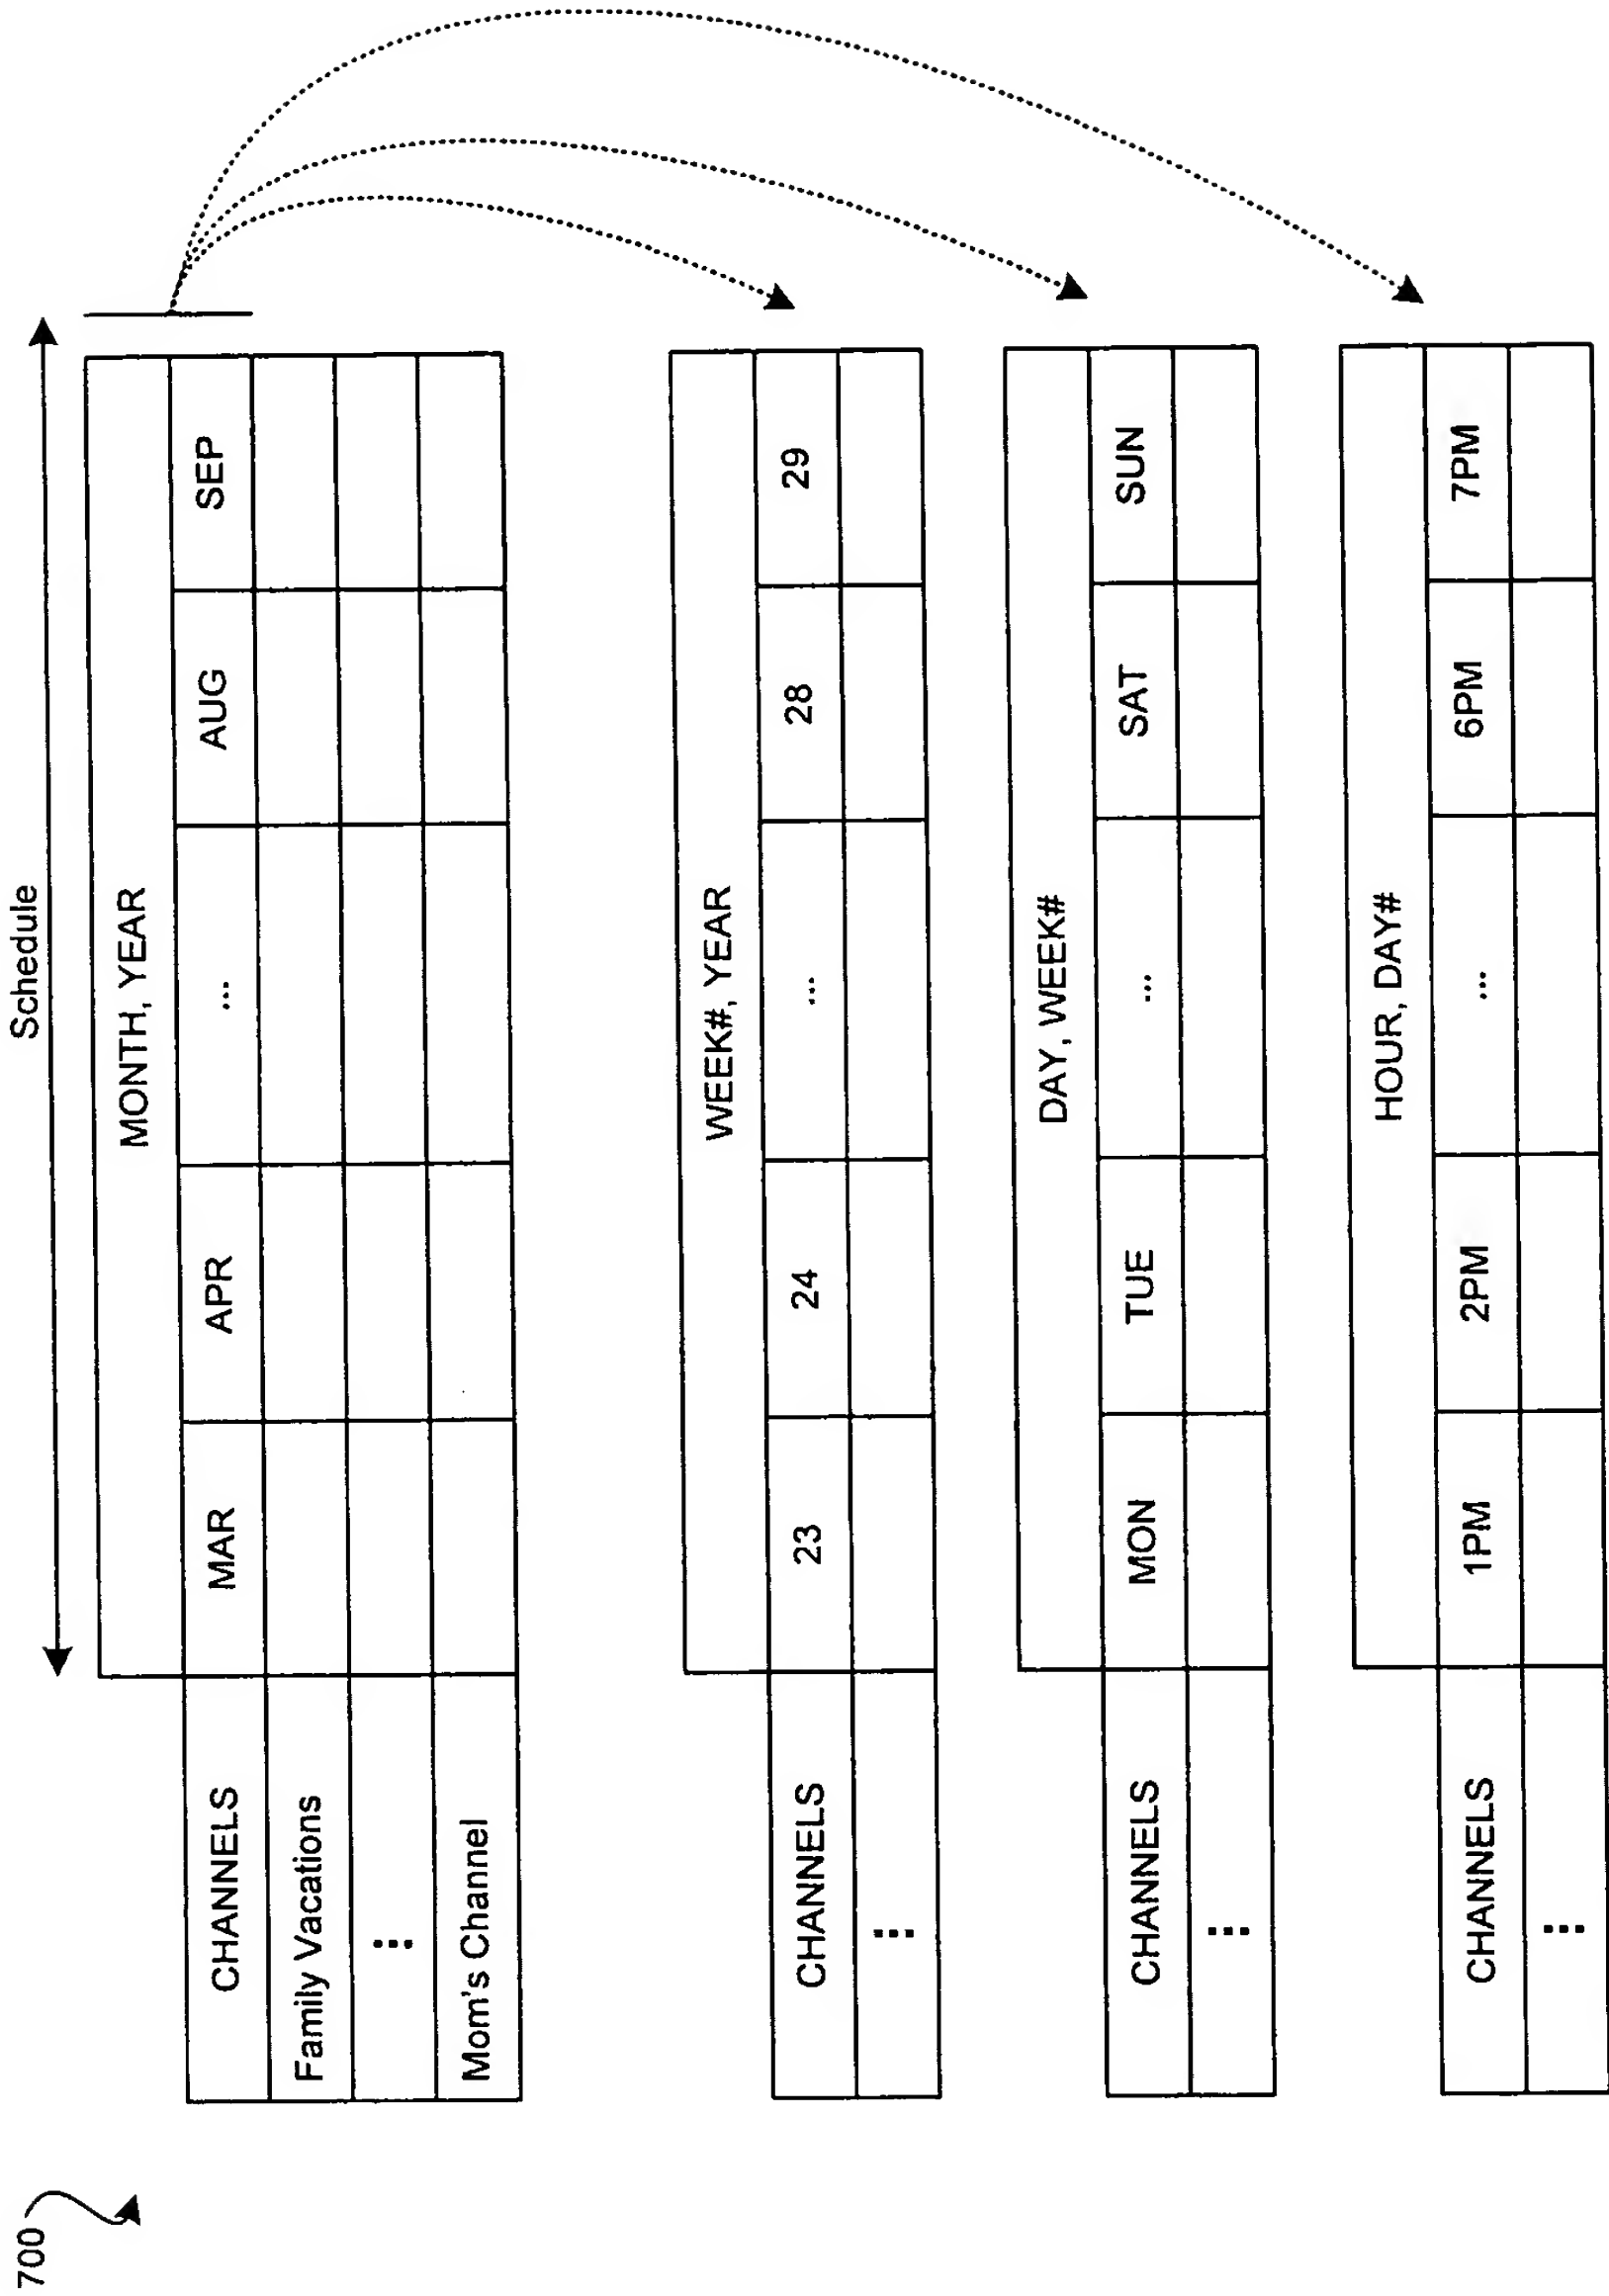 700
Schedule
MONTH, YEAR
CHANNELS MAR APR ... AUG SEP
Family Vacations
...
Mom's Channel
WEEK#, YEAR
CHANNELS 23 24 ... 28 29
...
DAY, WEEK#
CHANNELS MON TUE ... SAT SUN
...
HOUR, DAY#
CHANNELS 1PM 2PM ... 6PM 7PM
...